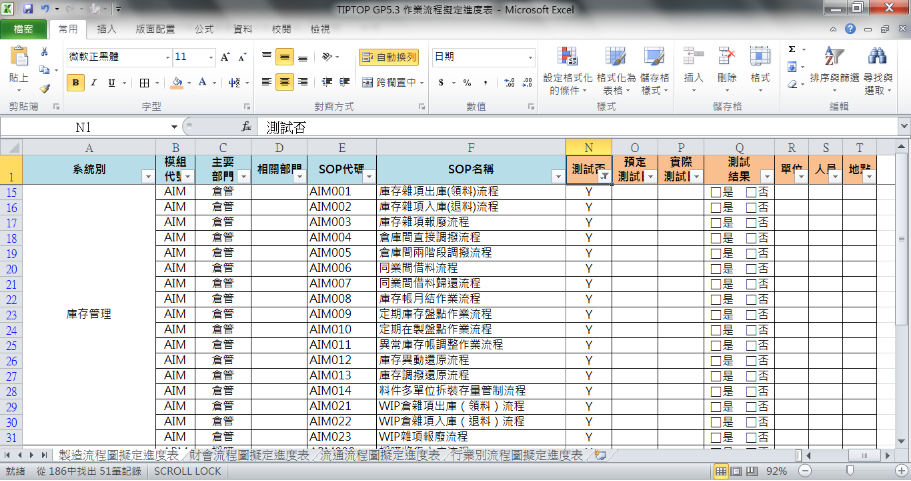 TIPTOP GP5.3 作業流程擬定進度表 - Microsoft Excel
檔案 常用 插入 版面配置 公式 資料 校閱 檢視
微軟正黑體 11 自動換列 日期
貼上 B I U 跨欄置中 $ % , 設定格式化的條件 格式化為表格 儲存格樣式 插入 刪除 格式 排序與篩選 尋找與選取
剪貼簿 字型 對齊方式 數值 樣式 儲存格 編輯
N1 fx 測試否
A B C D E F N O P Q R S T
1 系統別 模組代號 主要部門 相關部門 SOP代碼 SOP名稱 測試否 預定測試日 實際測試日 測試結果 單位 人員 地點
15 AIM 倉管 AIM001 庫存雜項出庫(領料)流程 Y □是 □否
16 AIM 倉管 AIM002 庫存雜項入庫(退料)流程 Y □是 □否
17 AIM 倉管 AIM003 庫存雜項報廢流程 Y □是 □否
18 AIM 倉管 AIM004 倉庫間直接調撥流程 Y □是 □否
19 AIM 倉管 AIM005 倉庫間兩階段調撥流程 Y □是 □否
20 AIM 倉管 AIM006 同業間借料流程 Y □是 □否
21 AIM 倉管 AIM007 同業間借料歸還流程 Y □是 □否
22 AIM 倉管 AIM008 庫存帳月結作業流程 Y □是 □否
23 庫存管理 AIM 倉管 AIM009 定期庫存盤點作業流程 Y □是 □否
24 AIM 倉管 AIM010 定期在製盤點作業流程 Y □是 □否
25 AIM 倉管 AIM011 異常庫存帳調整作業流程 Y □是 □否
26 AIM 倉管 AIM012 庫存異動還原流程 Y □是 □否
27 AIM 倉管 AIM013 庫存調撥還原流程 Y □是 □否
28 AIM 倉管 AIM014 料件多單位拆裝存量管制流程 Y □是 □否
29 AIM 倉管 AIM021 WIP倉雜項出庫（領料）流程 Y □是 □否
30 AIM 倉管 AIM022 WIP倉雜項入庫（退料）流程 Y □是 □否
31 AIM 倉管 AIM023 WIP雜項報廢流程 Y □是 □否
製造流程圖擬定進度表 財會流程圖擬定進度表 流通流程圖擬定進度表 行業別流程圖擬定進度表
就緒 從 186中找出 51筆記錄 SCROLL LOCK 92%